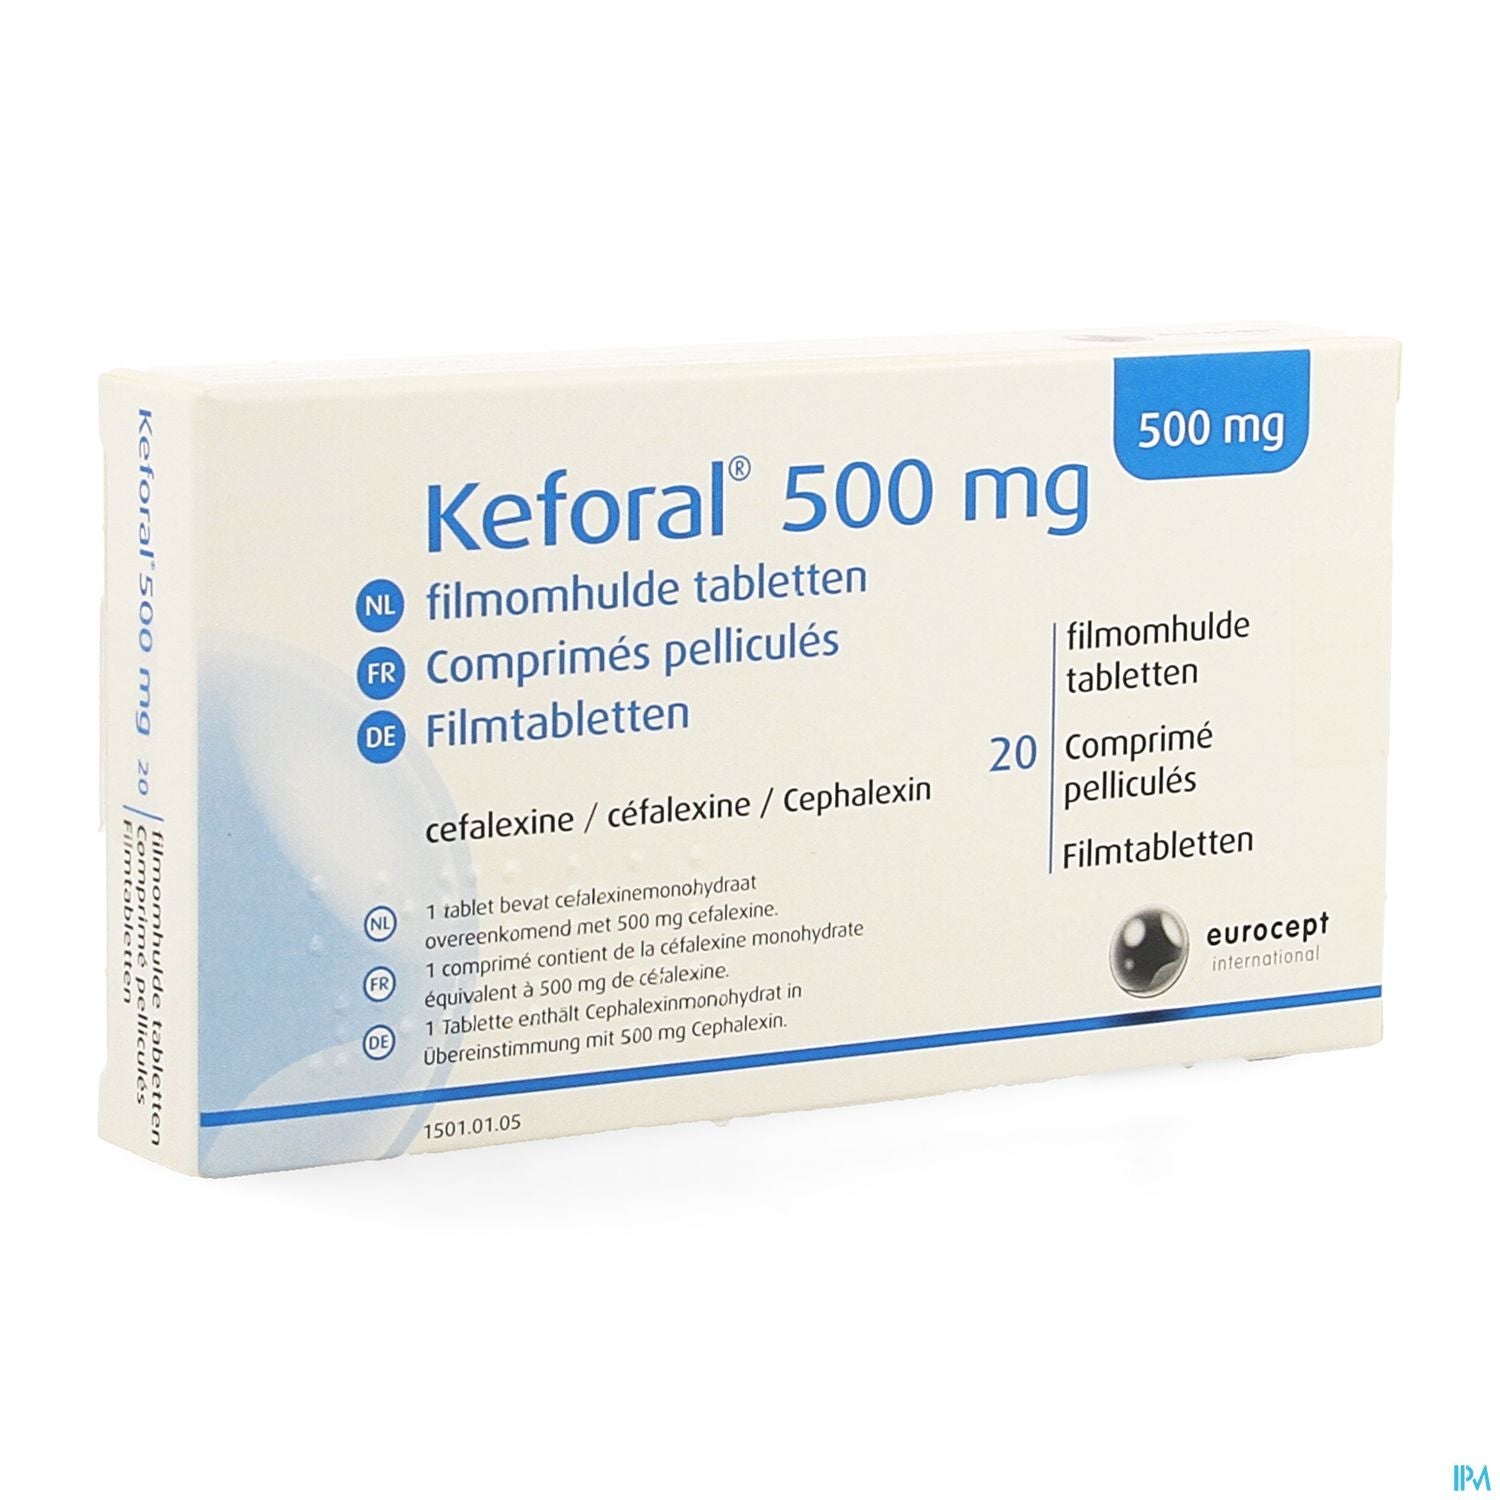 500 mg
Keforal® 500 mg
NL filmomhulde tabletten
FR Comprimés pelliculés
DE Filmtabletten
cefalexine / céfalexine / Cephalexin
20
filmomhulde
tabletten
Comprimé
pelliculés
Filmtabletten
NL 1 tablet bevat cefalexinemonohydraat
overeenkomend met 500 mg cefalexine.
FR 1 comprimé contient de la céfalexine monohydrate
équivalent à 500 mg de céfalexine.
DE 1 Tablette enthält Cephalexinmonohydrat in
Übereinstimmung mit 500 mg Cephalexin.
eurocept
international
1501.01.05
Keforal® 500 mg 20
filmomhulde tabletten
Comprimé pelliculés
Filmtabletten
IPM